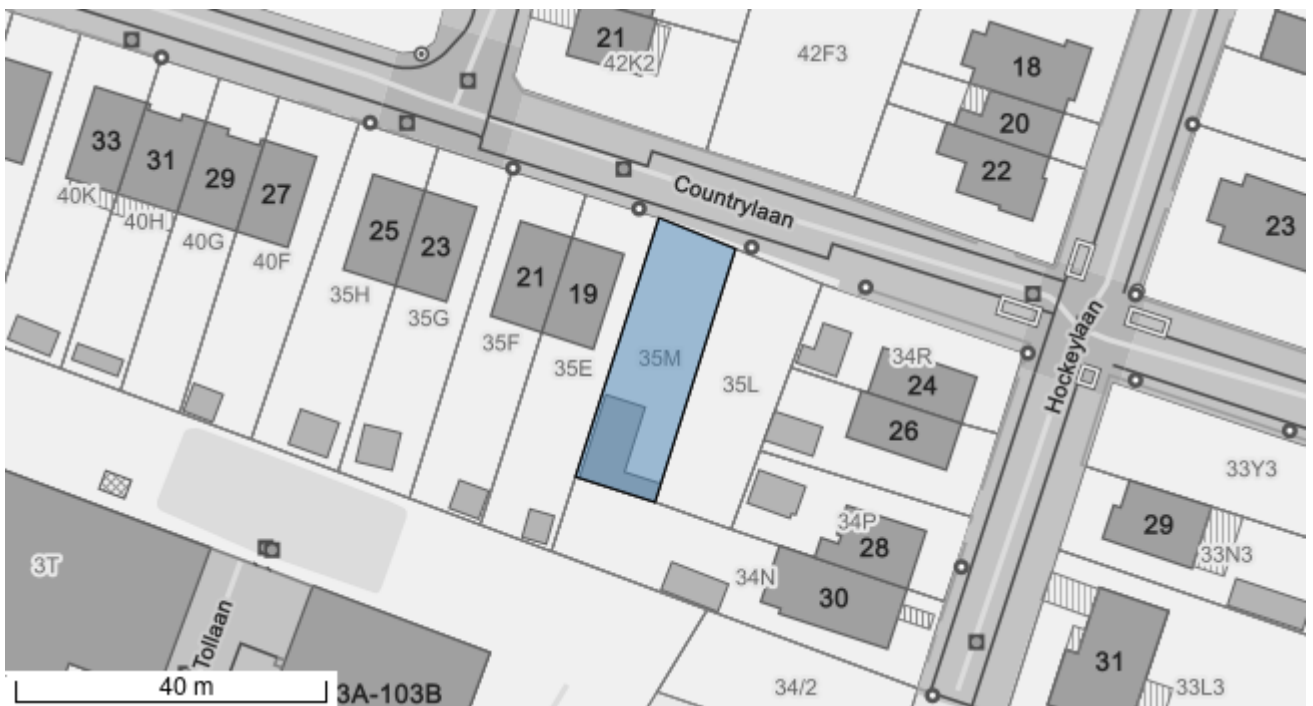 21
42K2
42F3
18
20
22
23
33
31
29
27
40K
40H
40G
40F
25
23
35H
35G
21
19
35F
35E
Countrylaan
35M
35L
34R
24
26
Hockeylaan
33Y3
29
33N3
34P
28
34N
30
31
33L3
34/2
3T
Tollaan
40 m
3A-103B